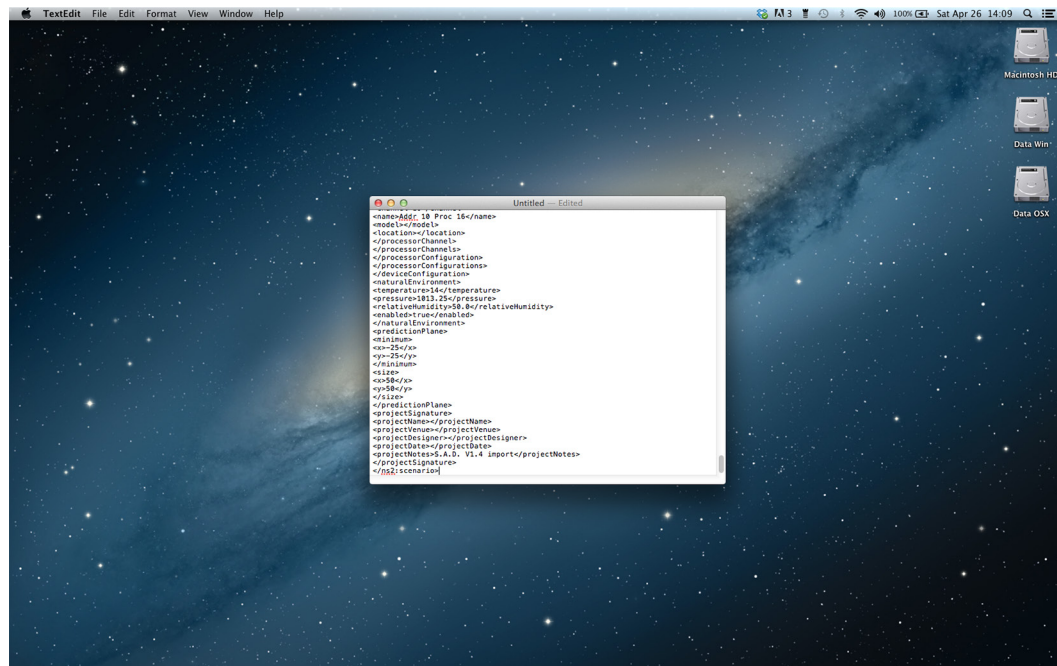 TextEdit File Edit Format View Window Help
3 100% Sat Apr 26 14:09
Macintosh HD
Data Win
Data OSX
Untitled — Edited
<name>Addr 10 Proc 16</name>
<model></model>
<location></location>
</processorChannel>
</processorChannels>
</processorConfiguration>
</processorConfigurations>
</deviceConfiguration>
<naturalEnvironment>
<temperature>14</temperature>
<pressure>1013.25</pressure>
<relativeHumidity>50.0</relativeHumidity>
<enabled>true</enabled>
</naturalEnvironment>
<predictionPlane>
<minimum>
<x>-25</x>
<y>-25</y>
</minimum>
<size>
<x>50</x>
<y>50</y>
</size>
</predictionPlane>
<projectSignature>
<projectName></projectName>
<projectVenue></projectVenue>
<projectDesigner></projectDesigner>
<projectDate></projectDate>
<projectNotes>S.A.D. V1.4 import</projectNotes>
</projectSignature>
</ns2:scenario>